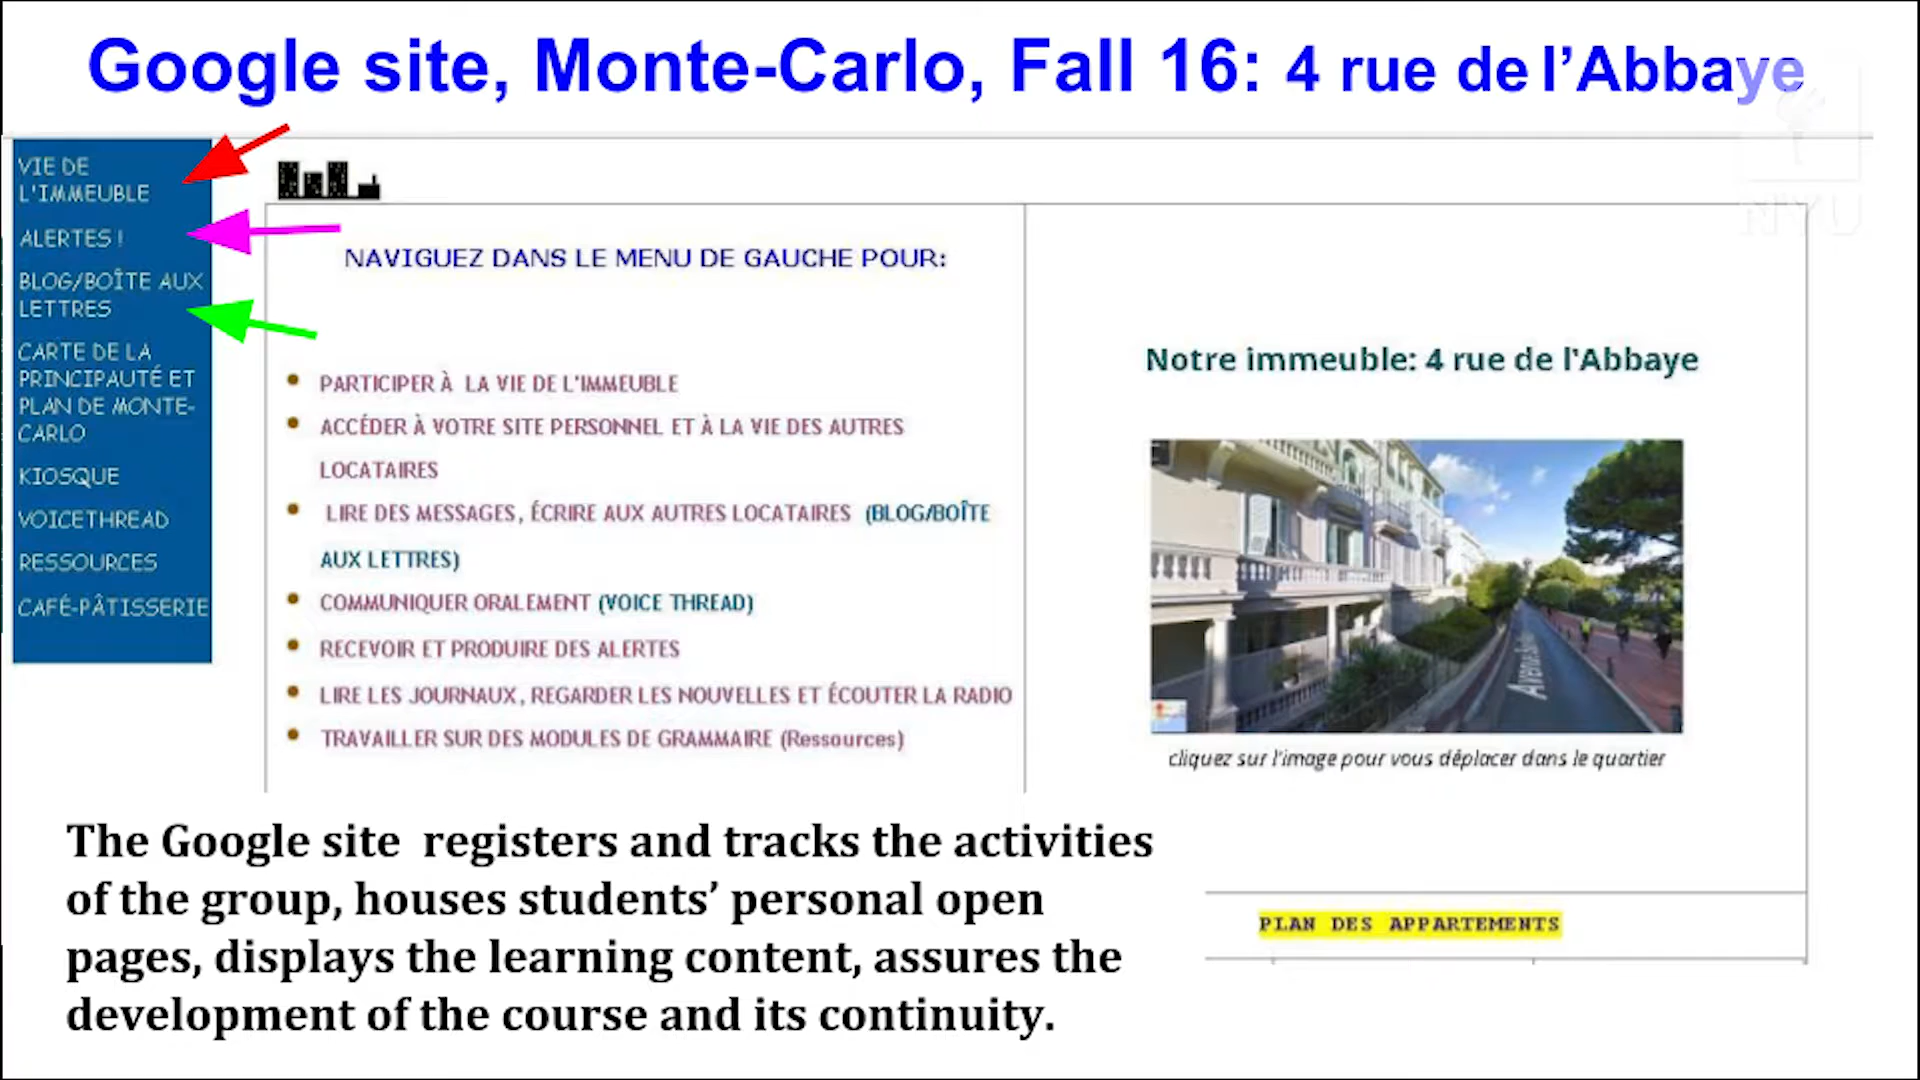 Google site, Monte-Carlo, Fall 16: 4 rue de l’Abbaye
NYU
VIE DE
L'IMMEUBLE
ALERTES !
BLOG/BOÎTE AUX
LETTRES
CARTE DE LA
PRINCIPAUTÉ ET
PLAN DE MONTE-
CARLO
KIOSQUE
VOICETHREAD
RESSOURCES
CAFÉ-PÂTISSERIE
NAVIGUEZ DANS LE MENU DE GAUCHE POUR:
• PARTICIPER À LA VIE DE L'IMMEUBLE
• ACCÉDER À VOTRE SITE PERSONNEL ET À LA VIE DES AUTRES
LOCATAIRES
• LIRE DES MESSAGES, ÉCRIRE AUX AUTRES LOCATAIRES (BLOG/BOÎTE
AUX LETTRES)
• COMMUNIQUER ORALEMENT (VOICE THREAD)
• RECEVOIR ET PRODUIRE DES ALERTES
• LIRE LES JOURNAUX, REGARDER LES NOUVELLES ET ÉCOUTER LA RADIO
• TRAVAILLER SUR DES MODULES DE GRAMMAIRE (Ressources)
Notre immeuble: 4 rue de l'Abbaye
cliquez sur l'image pour vous déplacer dans le quartier
PLAN DES APPARTEMENTS
The Google site registers and tracks the activities
of the group, houses students’ personal open
pages, displays the learning content, assures the
development of the course and its continuity.